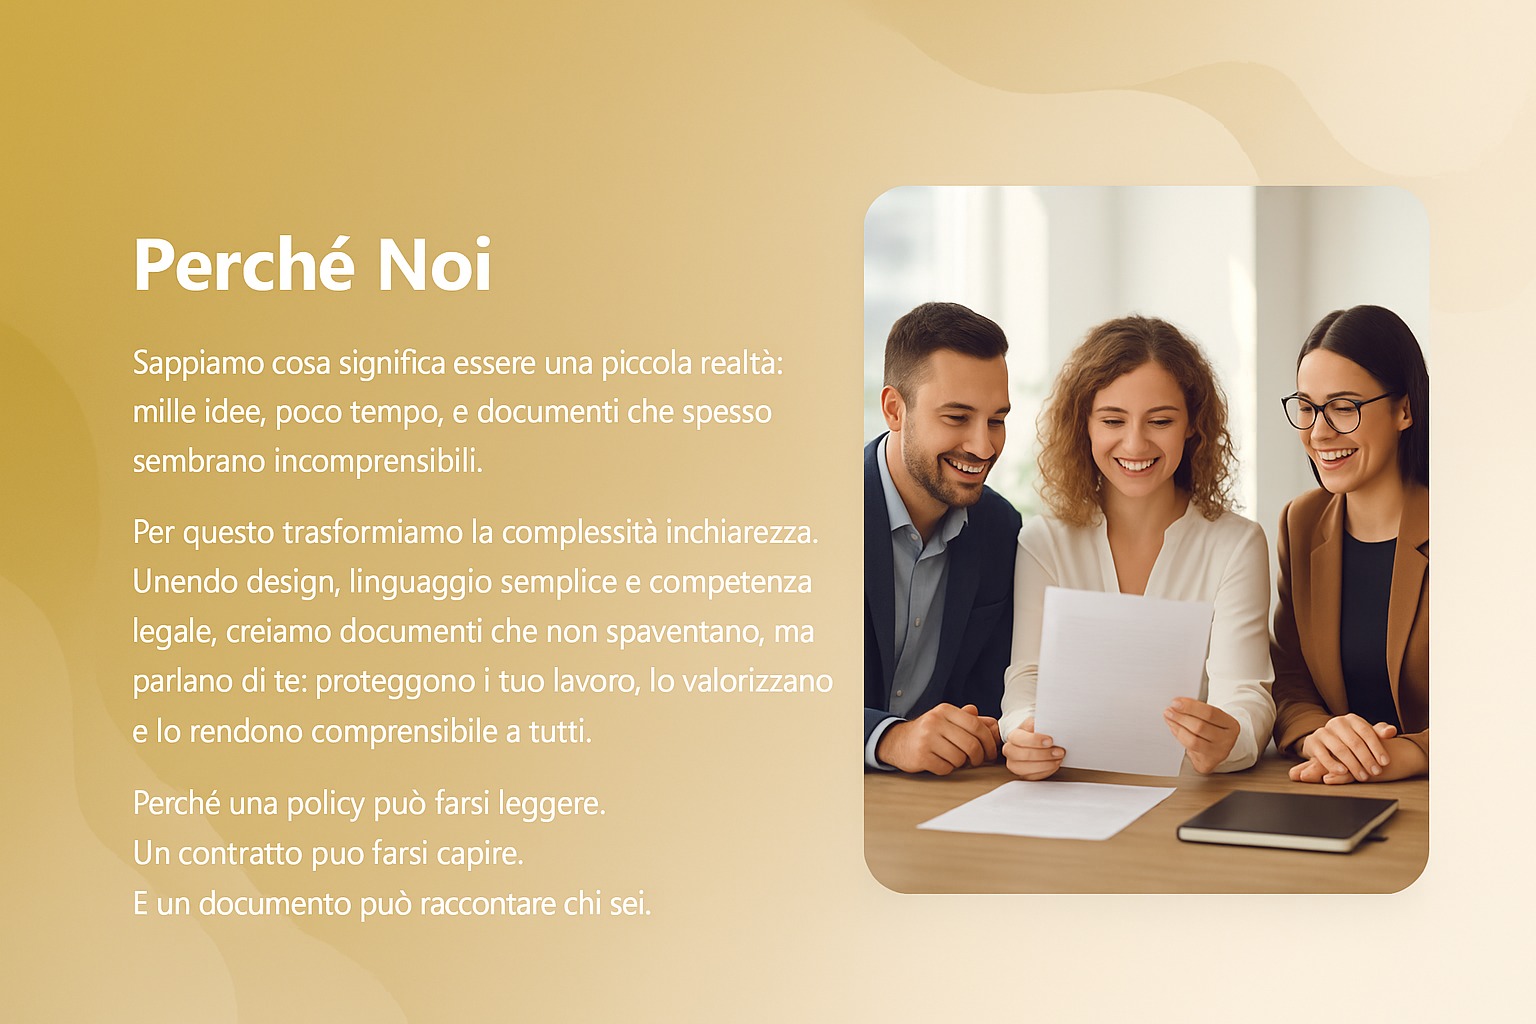 Perché Noi
Sappiamo cosa significa essere una piccola realtà:
mille idee, poco tempo, e documenti che spesso
sembrano incomprensibili.
Per questo trasformiamo la complessità inchiarezza.
Unendo design, linguaggio semplice e competenza
legale, creiamo documenti che non spaventano, ma
parlano di te: proteggono i tuo lavoro, lo valorizzano
e lo rendono comprensibile a tutti.
Perché una policy può farsi leggere.
Un contratto puo farsi capire.
E un documento può raccontare chi sei.